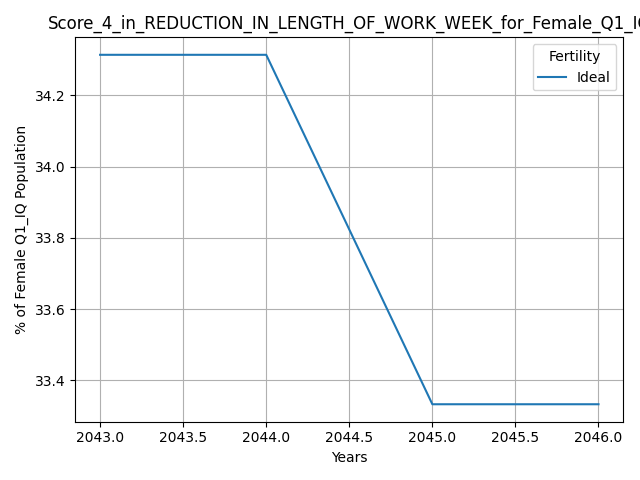 Score_4_in_REDUCTION_IN_LENGTH_OF_WORK_WEEK_for_Female_Q1_IQ
Fertility
Ideal
34.2
34.0
33.8
33.6
33.4
% of Female Q1_IQ Population
2043.0 2043.5 2044.0 2044.5 2045.0 2045.5 2046.0
Years